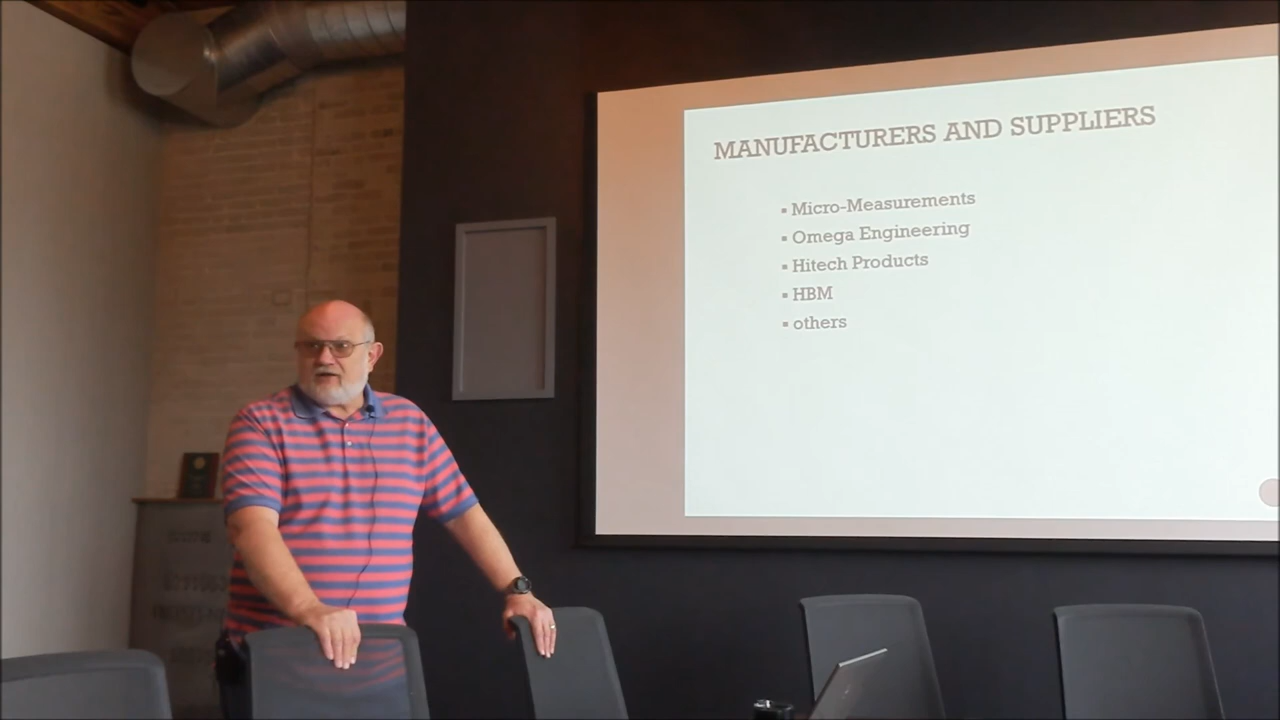 MANUFACTURERS AND SUPPLIERS
▪ Micro-Measurements
▪ Omega Engineering
▪ Hitech Products
▪ HBM
▪ others